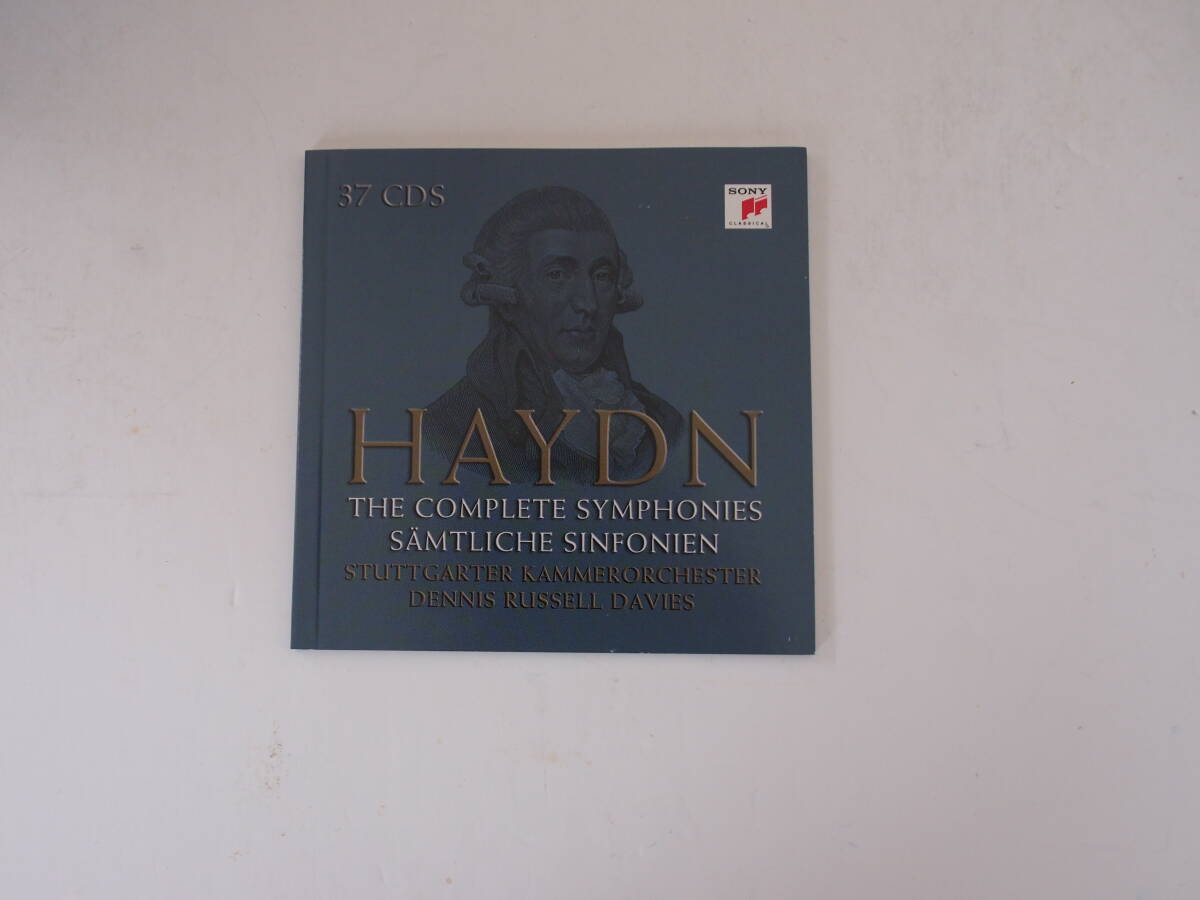 37 CDS
SONY
CLASSICAL
HAYDN
THE COMPLETE SYMPHONIES
SÄMTLICHE SINFONIEN
STUTTGARTER KAMMERORCHESTER
DENNIS RUSSELL DAVIES